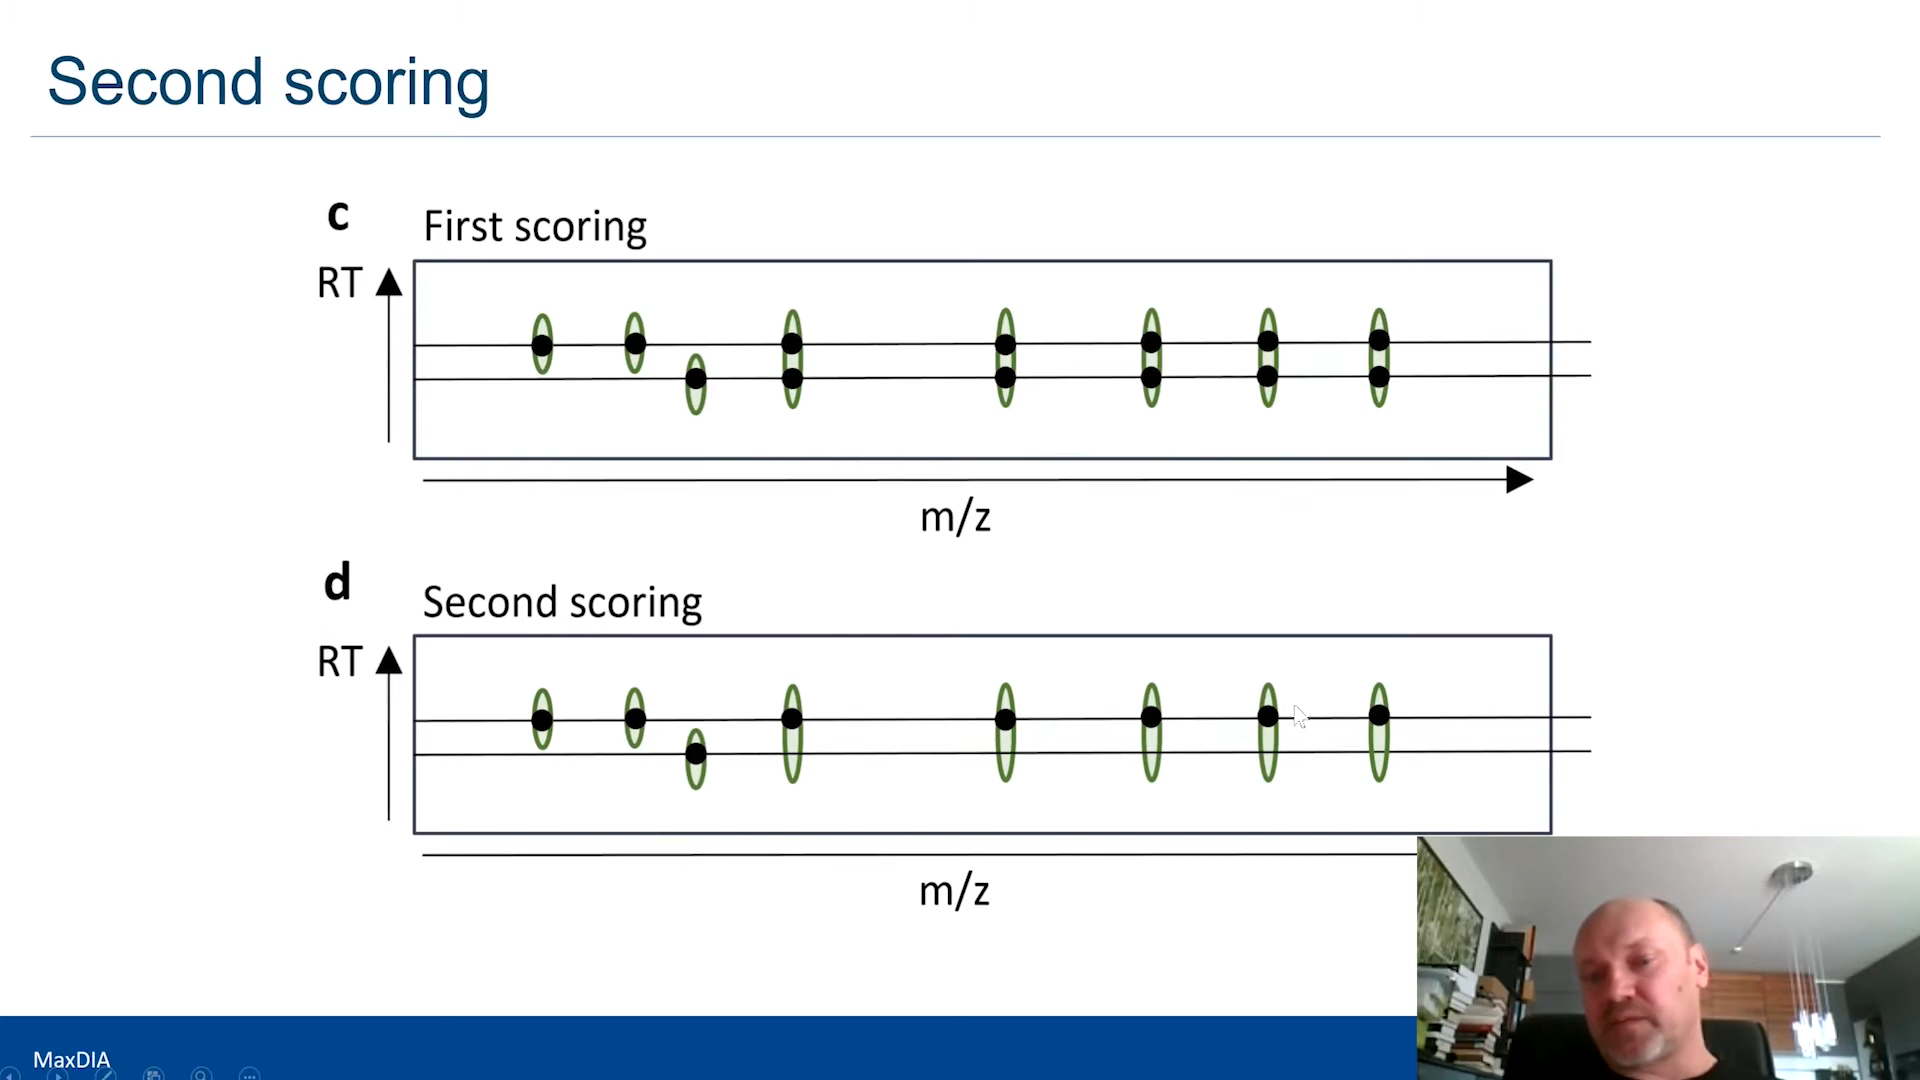 Second scoring
c
First scoring
RT
m/z
d
Second scoring
RT
m/z
MaxDIA